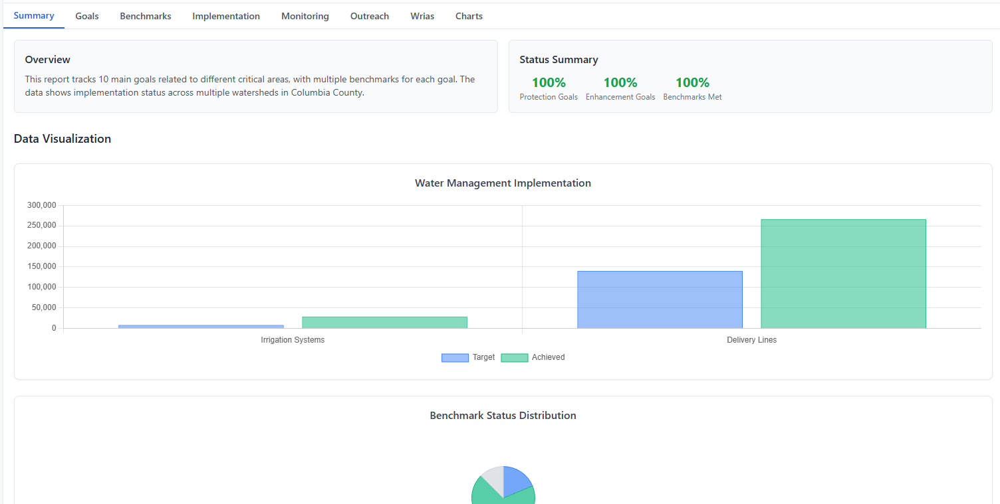 Summary Goals Benchmarks Implementation Monitoring Outreach Wrias Charts
Overview
This report tracks 10 main goals related to different critical areas, with multiple benchmarks for each goal. The
data shows implementation status across multiple watersheds in Columbia County.
Status Summary
100% 100% 100%
Protection Goals Enhancement Goals Benchmarks Met
Data Visualization
Water Management Implementation
300,000
250,000
200,000
150,000
100,000
50,000
0
Irrigation Systems Delivery Lines
Target Achieved
Benchmark Status Distribution